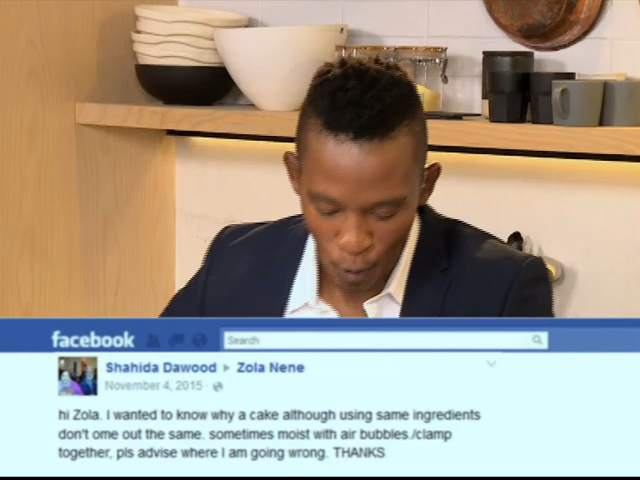 facebook
Search
Shahida Dawood ▸ Zola Nene
November 4, 2015 ·
hi Zola. I wanted to know why a cake although using same ingredients
don't ome out the same. sometimes moist with air bubbles./clamp
together, pls advise where I am going wrong. THANKS